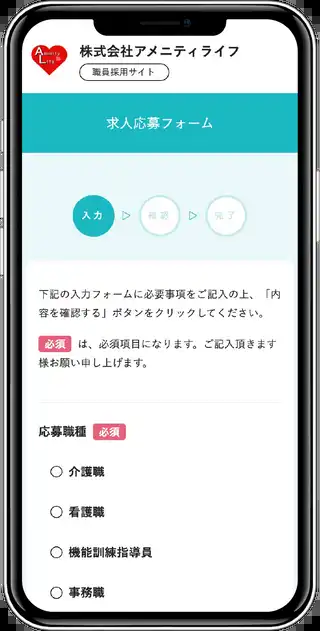 Amenity Life
株式会社アメニティライフ
職員採用サイト
求人応募フォーム
入力 ▷ 確認 ▷ 完了
下記の入力フォームに必要事項をご記入の上、「内
容を確認する」ボタンをクリックしてください。
必須 は、必須項目になります。ご記入頂きます
様お願い申し上げます。
応募職種 必須
介護職
看護職
機能訓練指導員
事務職